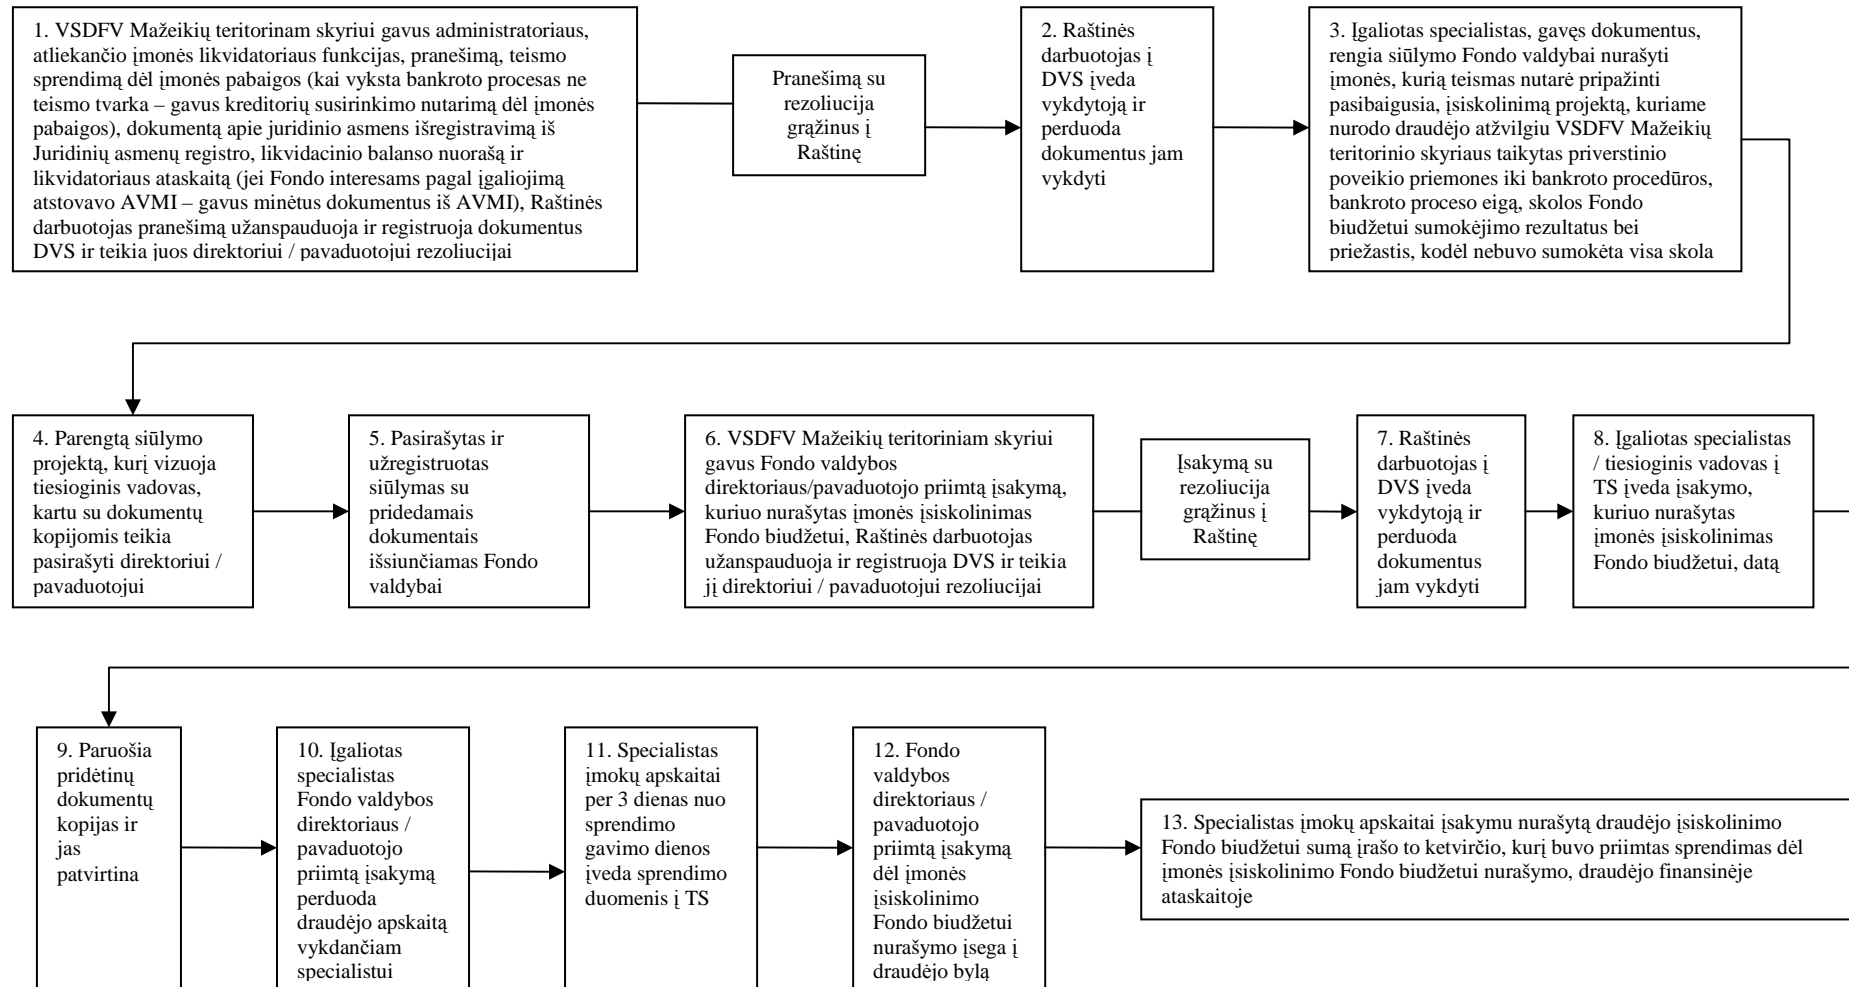 1. VSDFV Mažeikių teritorinam skyriui gavus administratoriaus,
atliekančio įmonės likvidatoriaus funkcijas, pranešimą, teismo
sprendimą dėl įmonės pabaigos (kai vyksta bankroto procesas ne
teismo tvarka – gavus kreditorių susirinkimo nutarimą dėl įmonės
pabaigos), dokumentą apie juridinio asmens išregistravimą iš
Juridinių asmenų registro, likvidacinio balanso nuorašą ir
likvidatoriaus ataskaitą (jei Fondo interesams pagal įgaliojimą
atstovavo AVMI – gavus minėtus dokumentus iš AVMI), Raštinės
darbuotojas pranešimą užanspauduoja ir registruoja dokumentus
DVS ir teikia juos direktoriui / pavaduotojui rezoliucijai
Pranešimą su
rezoliucija
grąžinus į
Raštinę
2. Raštinės
darbuotojas į
DVS įveda
vykdytoją ir
perduoda
dokumentus jam
vykdyti
3. Įgaliotas specialistas, gavęs dokumentus,
rengia siūlymo Fondo valdybai nurašyti
įmonės, kurią teismas nutarė pripažinti
pasibaigusia, įsiskolinimą projektą, kuriame
nurodo draudėjo atžvilgiu VSDFV Mažeikių
teritorinio skyriaus taikytas priverstinio
poveikio priemones iki bankroto procedūros,
bankroto proceso eigą, skolos Fondo
biudžetui sumokėjimo rezultatus bei
priežastis, kodėl nebuvo sumokėta visa skola
4. Parengtą siūlymo
projektą, kurį vizuoja
tiesioginis vadovas,
kartu su dokumentų
kopijomis teikia
pasirašyti direktoriui /
pavaduotojui
5. Pasirašytas ir
užregistruotas
siūlymas su
pridedamais
dokumentais
išsiunčiamas Fondo
valdybai
6. VSDFV Mažeikių teritoriniam skyriui
gavus Fondo valdybos
direktoriaus/pavaduotojo priimtą įsakymą,
kuriuo nurašytas įmonės įsiskolinimas
Fondo biudžetui, Raštinės darbuotojas
užanspauduoja ir registruoja DVS ir teikia
jį direktoriui / pavaduotojui rezoliucijai
Įsakymą su
rezoliucija
grąžinus į
Raštinę
7. Raštinės
darbuotojas į
DVS įveda
vykdytoją ir
perduoda
dokumentus
jam vykdyti
8. Įgaliotas specialistas
/ tiesioginis vadovas į
TS įveda įsakymo,
kuriuo nurašytas
įmonės įsiskolinimas
Fondo biudžetui, datą
9. Paruošia
pridėtinų
dokumentų
kopijas ir
jas
patvirtina
10. Įgaliotas
specialistas
Fondo valdybos
direktoriaus /
pavaduotojo
priimtą įsakymą
perduoda
draudėjo apskaitą
vykdančiam
specialistui
11. Specialistas
įmokų apskaitai
per 3 dienas nuo
sprendimo
gavimo dienos
įveda sprendimo
duomenis į TS
12. Fondo
valdybos
direktoriaus /
pavaduotojo
priimtą įsakymą
dėl įmonės
įsiskolinimo
Fondo biudžetui
nurašymo įsega į
draudėjo bylą
13. Specialistas įmokų apskaitai įsakymu nurašytą draudėjo įsiskolinimo
Fondo biudžetui sumą įrašo to ketvirčio, kurį buvo priimtas sprendimas dėl
įmonės įsiskolinimo Fondo biudžetui nurašymo, draudėjo finansinėje
ataskaitoje